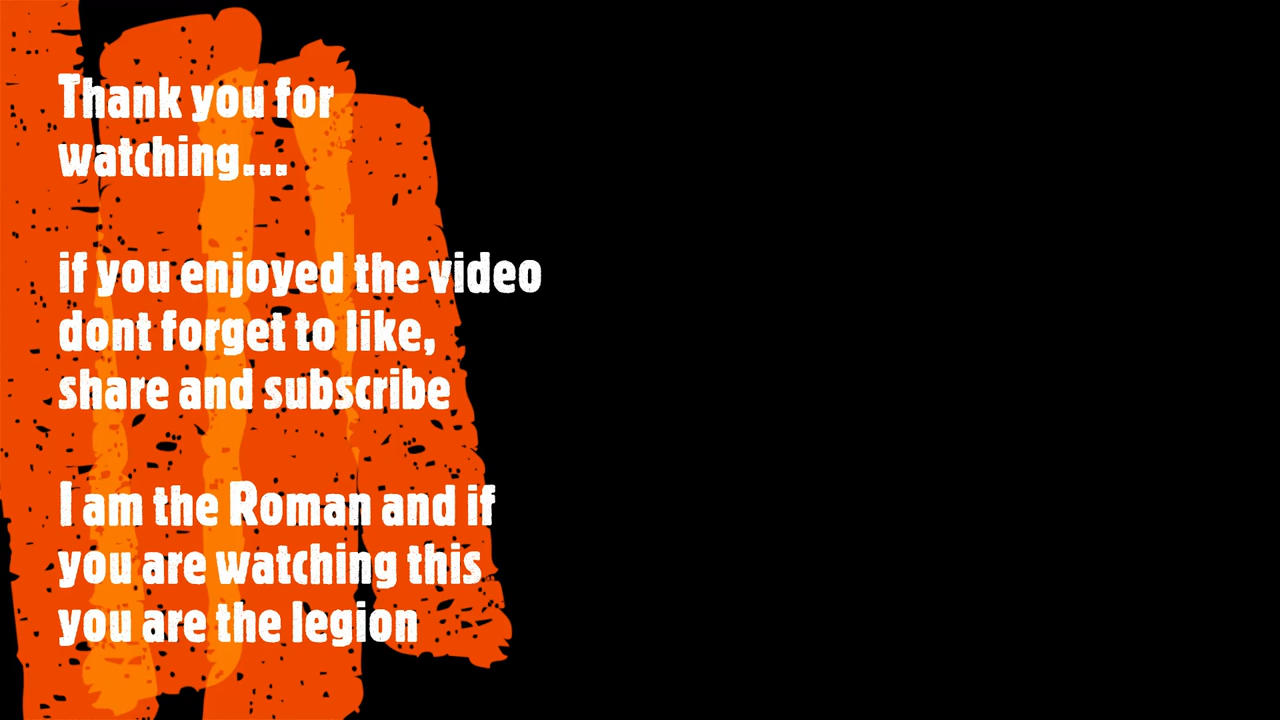 Thank you for
watching...
if you enjoyed the video
dont forget to like,
share and subscribe
I am the Roman and if
you are watching this
you are the legion